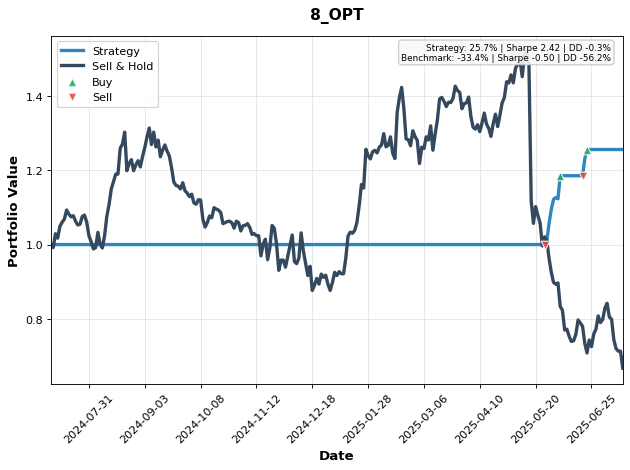 8_OPT
Strategy: 25.7% | Sharpe 2.42 | DD -0.3%
Benchmark: -33.4% | Sharpe -0.50 | DD -56.2%
Strategy
Sell & Hold
Buy
Sell
Portfolio Value
1.4
1.2
1.0
0.8
2024-07-31
2024-09-03
2024-10-08
2024-11-12
2024-12-18
2025-01-28
2025-03-06
2025-04-10
2025-05-20
2025-06-25
Date